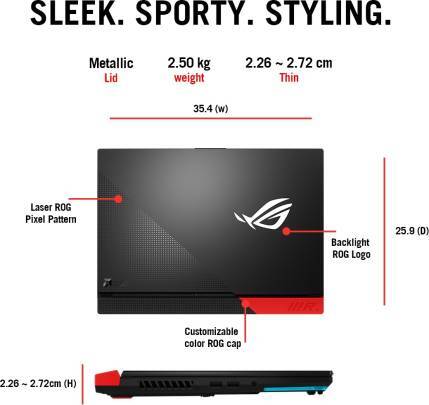 SLEEK. SPORTY. STYLING.
Metallic
Lid
2.50 kg
weight
2.26 ~ 2.72 cm
Thin
35.4 (w)
Laser ROG
Pixel Pattern
25.9 (D)
Backlight
ROG Logo
Customizable
color ROG cap
2.26 ~ 2.72cm (H)